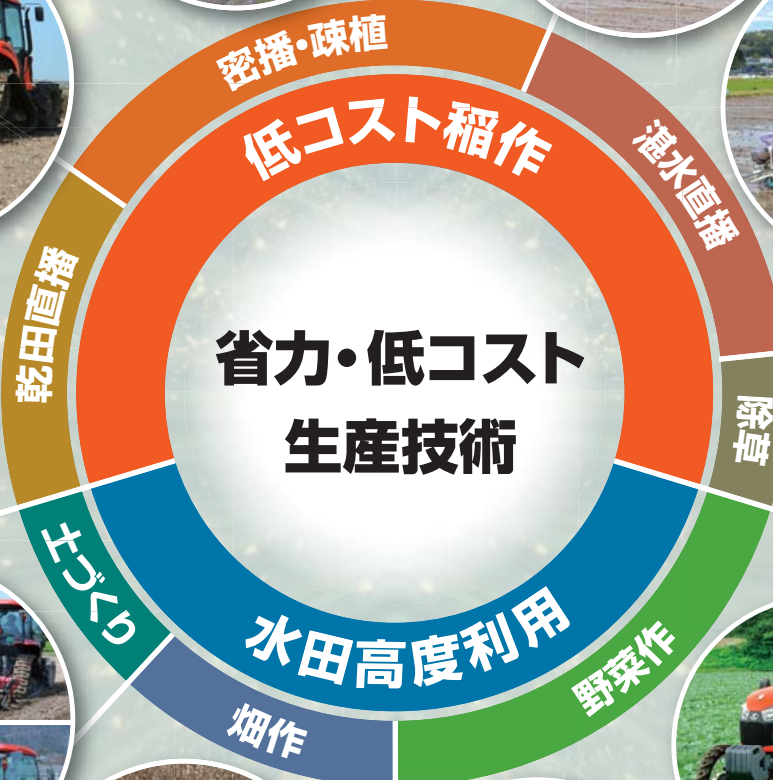 密播・疎植
低コスト稲作
湛水直播
乾田直播
省力・低コスト
生産技術
除草
土づくり
水田高度利用
野菜作
畑作